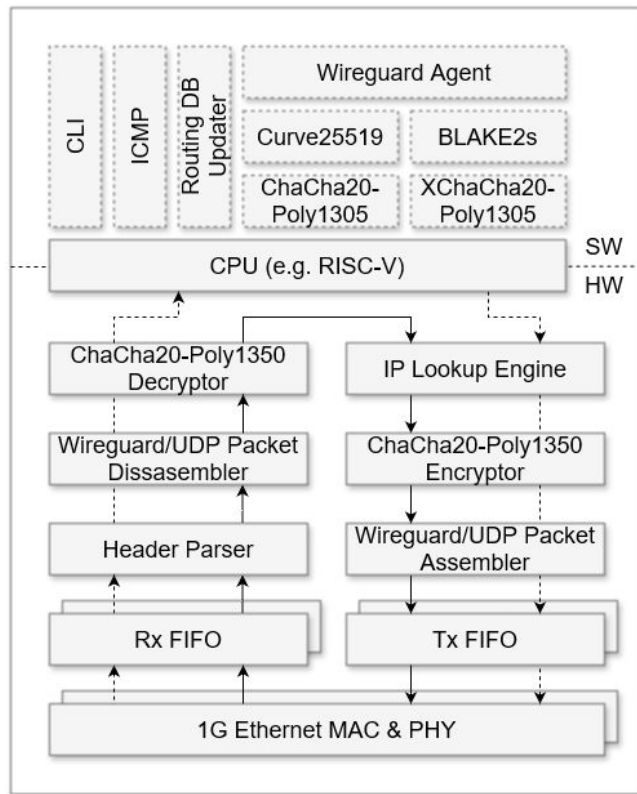 CLI
ICMP
Routing DB
Updater
Wireguard Agent
Curve25519
BLAKE2s
ChaCha20-
Poly1305
XChaCha20-
Poly1305
CPU (e.g. RISC-V)
SW
HW
ChaCha20-Poly1350
Decryptor
IP Lookup Engine
Wireguard/UDP Packet
Dissasembler
ChaCha20-Poly1350
Encryptor
Header Parser
Wireguard/UDP Packet
Assembler
Rx FIFO
Tx FIFO
1G Ethernet MAC & PHY